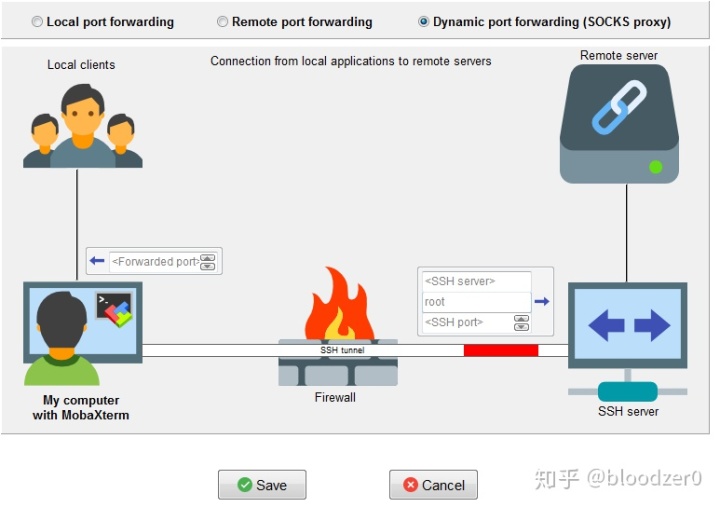 Local port forwarding
Remote port forwarding
Dynamic port forwarding (SOCKS proxy)
Local clients
Connection from local applications to remote servers
Remote server
<Forwarded port>
<SSH server>
root
<SSH port>
SSH tunnel
Firewall
My computer
with MobaXterm
SSH server
Save
Cancel
知乎 @bloodzer0